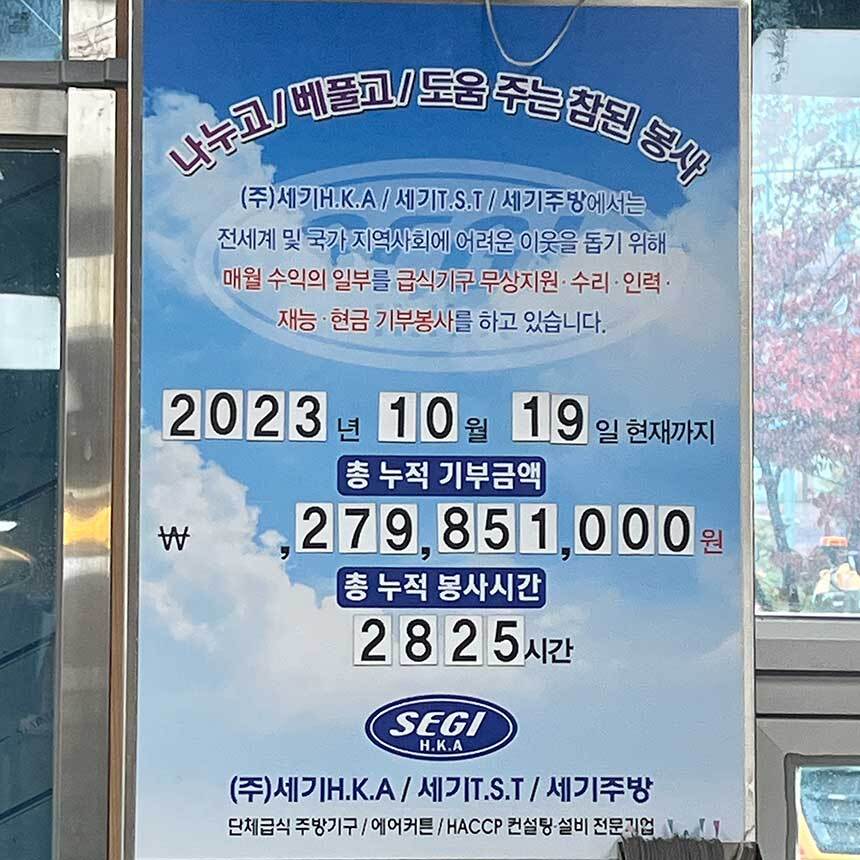 나누고/베풀고/도움 주는 참된 봉사
(주)세기H.K.A / 세기T.S.T / 세기주방에서는
전세계 및 국가 지역사회에 어려운 이웃을 돕기 위해
매월 수익의 일부를 급식기구 무상지원·수리·인력·
재능·현금 기부봉사를 하고 있습니다.
2023년 10월 19일 현재까지
총 누적 기부금액
₩ ,279,851,000원
총 누적 봉사시간
2825시간
SEGI
H.K.A
(주)세기H.K.A / 세기T.S.T / 세기주방
단체급식 주방기구 / 에어커튼 / HACCP 컨설팅·설비 전문기업